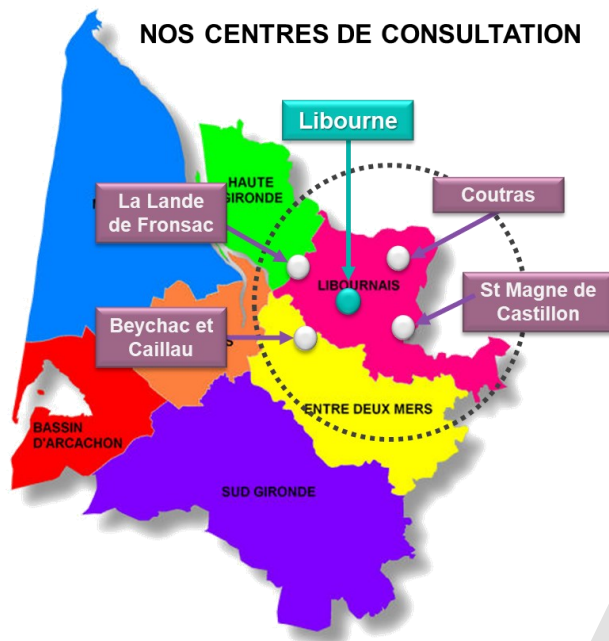 NOS CENTRES DE CONSULTATION
Libourne
HAUTE
GIRONDE
La Lande
de Fronsac
Coutras
LIBOURNAIS
St Magne de
Castillon
Beychac et
Caillau
ENTRE DEUX MERS
BASSIN
D'ARCACHON
SUD GIRONDE